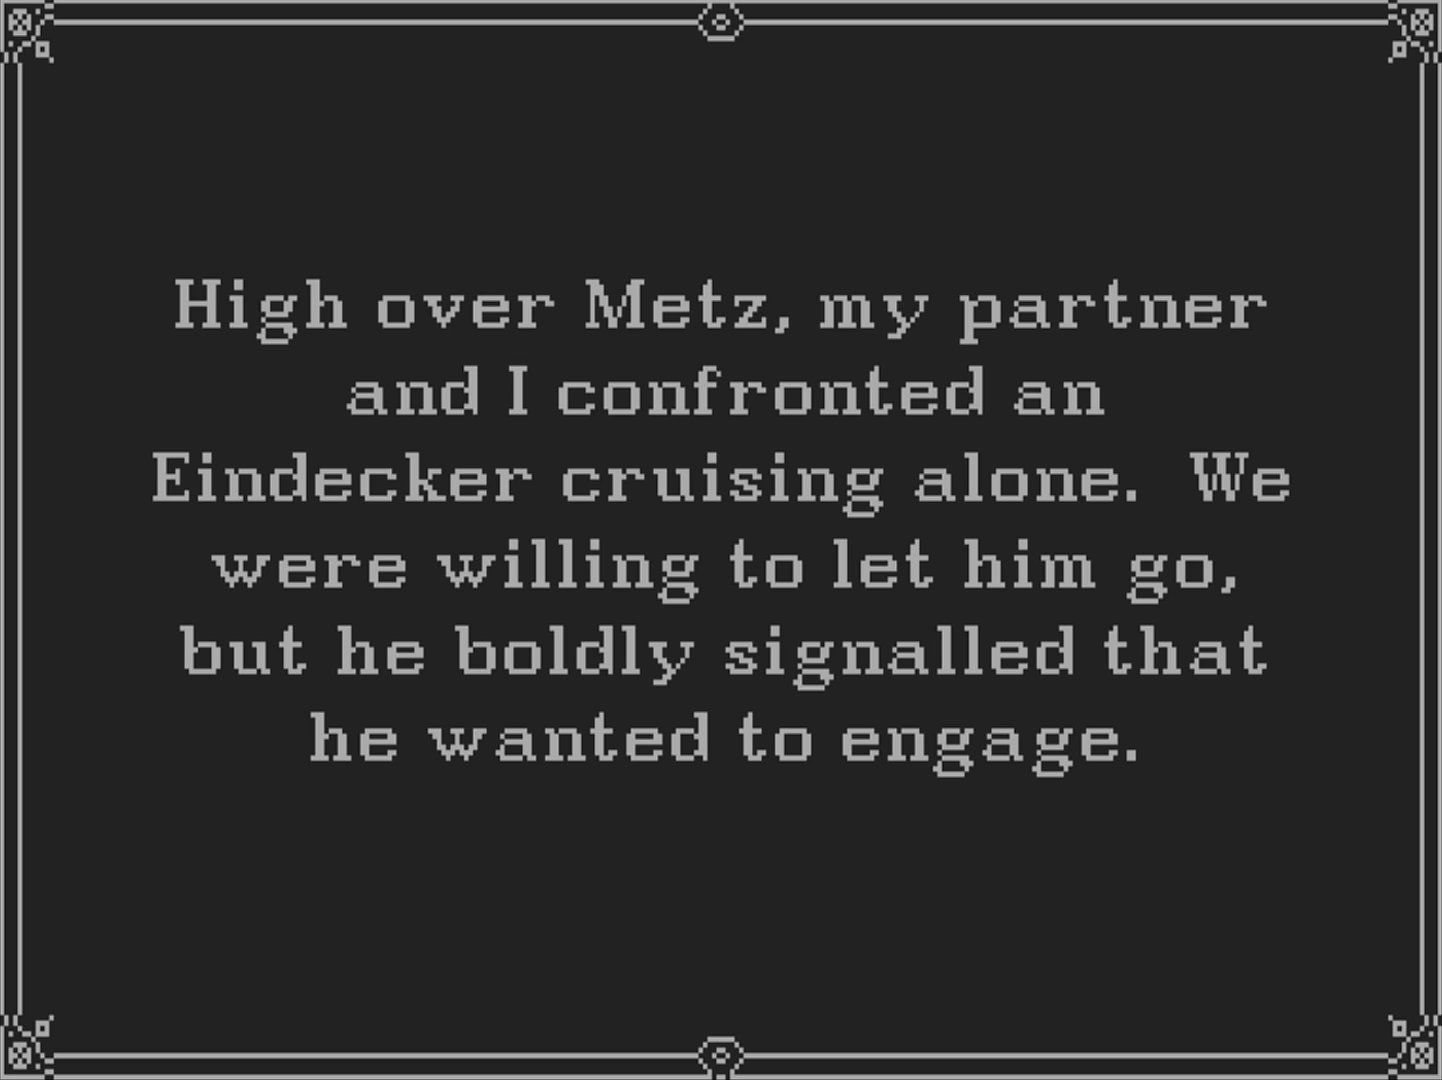 High over Metz, my partner
and I confronted an
Eindecker cruising alone.  We
were willing to let him go,
but he boldly signalled that
he wanted to engage.